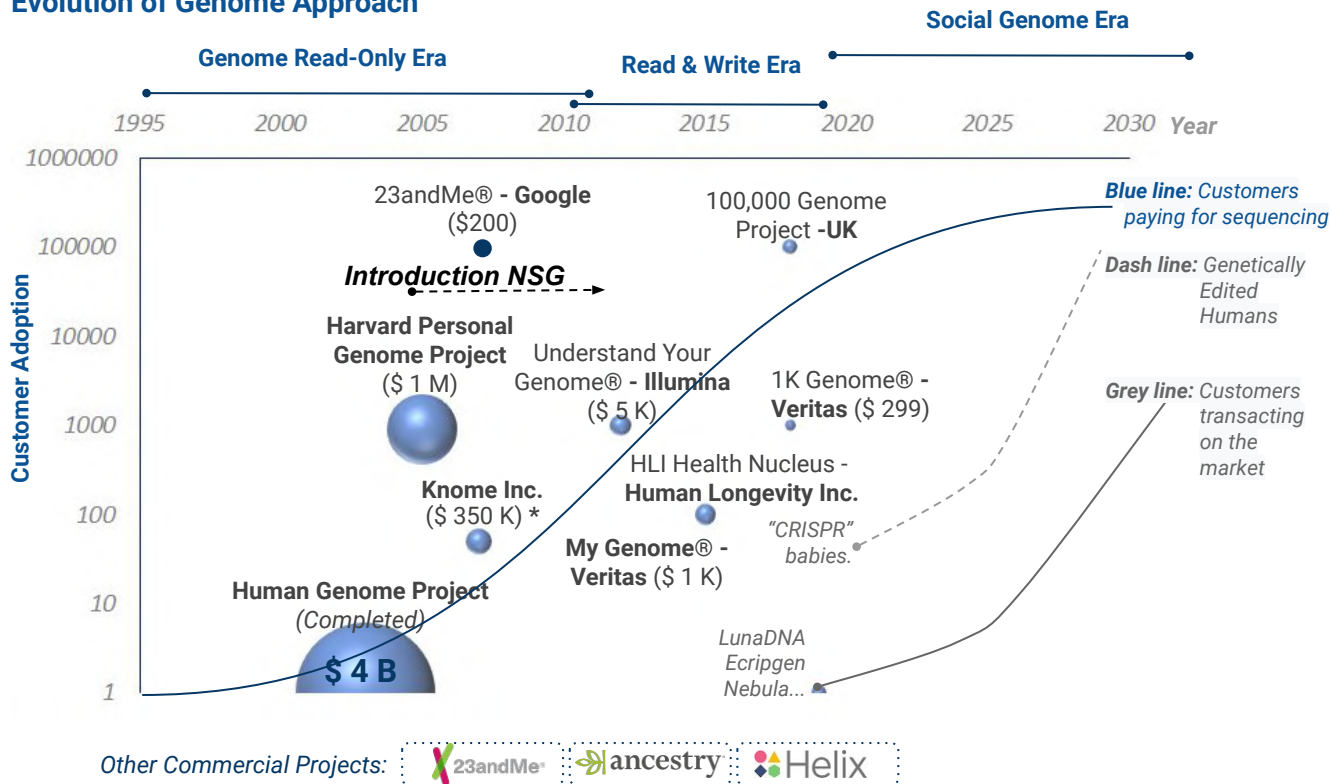 Evolution of Genome Approach
Social Genome Era
Genome Read-Only Era
Read & Write Era
1995 2000 2005 2010 2015 2020 2025 2030 Year
1000000
100000
10000
1000
100
10
1
Customer Adoption
23andMe® - Google
($200)
100,000 Genome
Project -UK
Blue line: Customers
paying for sequencing
Introduction NSG
Dash line: Genetically
Edited
Humans
Harvard Personal
Genome Project
($ 1 M)
Understand Your
Genome® - Illumina
($ 5 K)
1K Genome® -
Veritas ($ 299)
Grey line: Customers
transacting
on the
market
HLI Health Nucleus -
Human Longevity Inc.
Knome Inc.
($ 350 K) *
"CRISPR"
babies.
My Genome® -
Veritas ($ 1 K)
Human Genome Project
(Completed)
$ 4 B
LunaDNA
Ecripgen
Nebula...
Other Commercial Projects: 23andMe® ancestry Helix